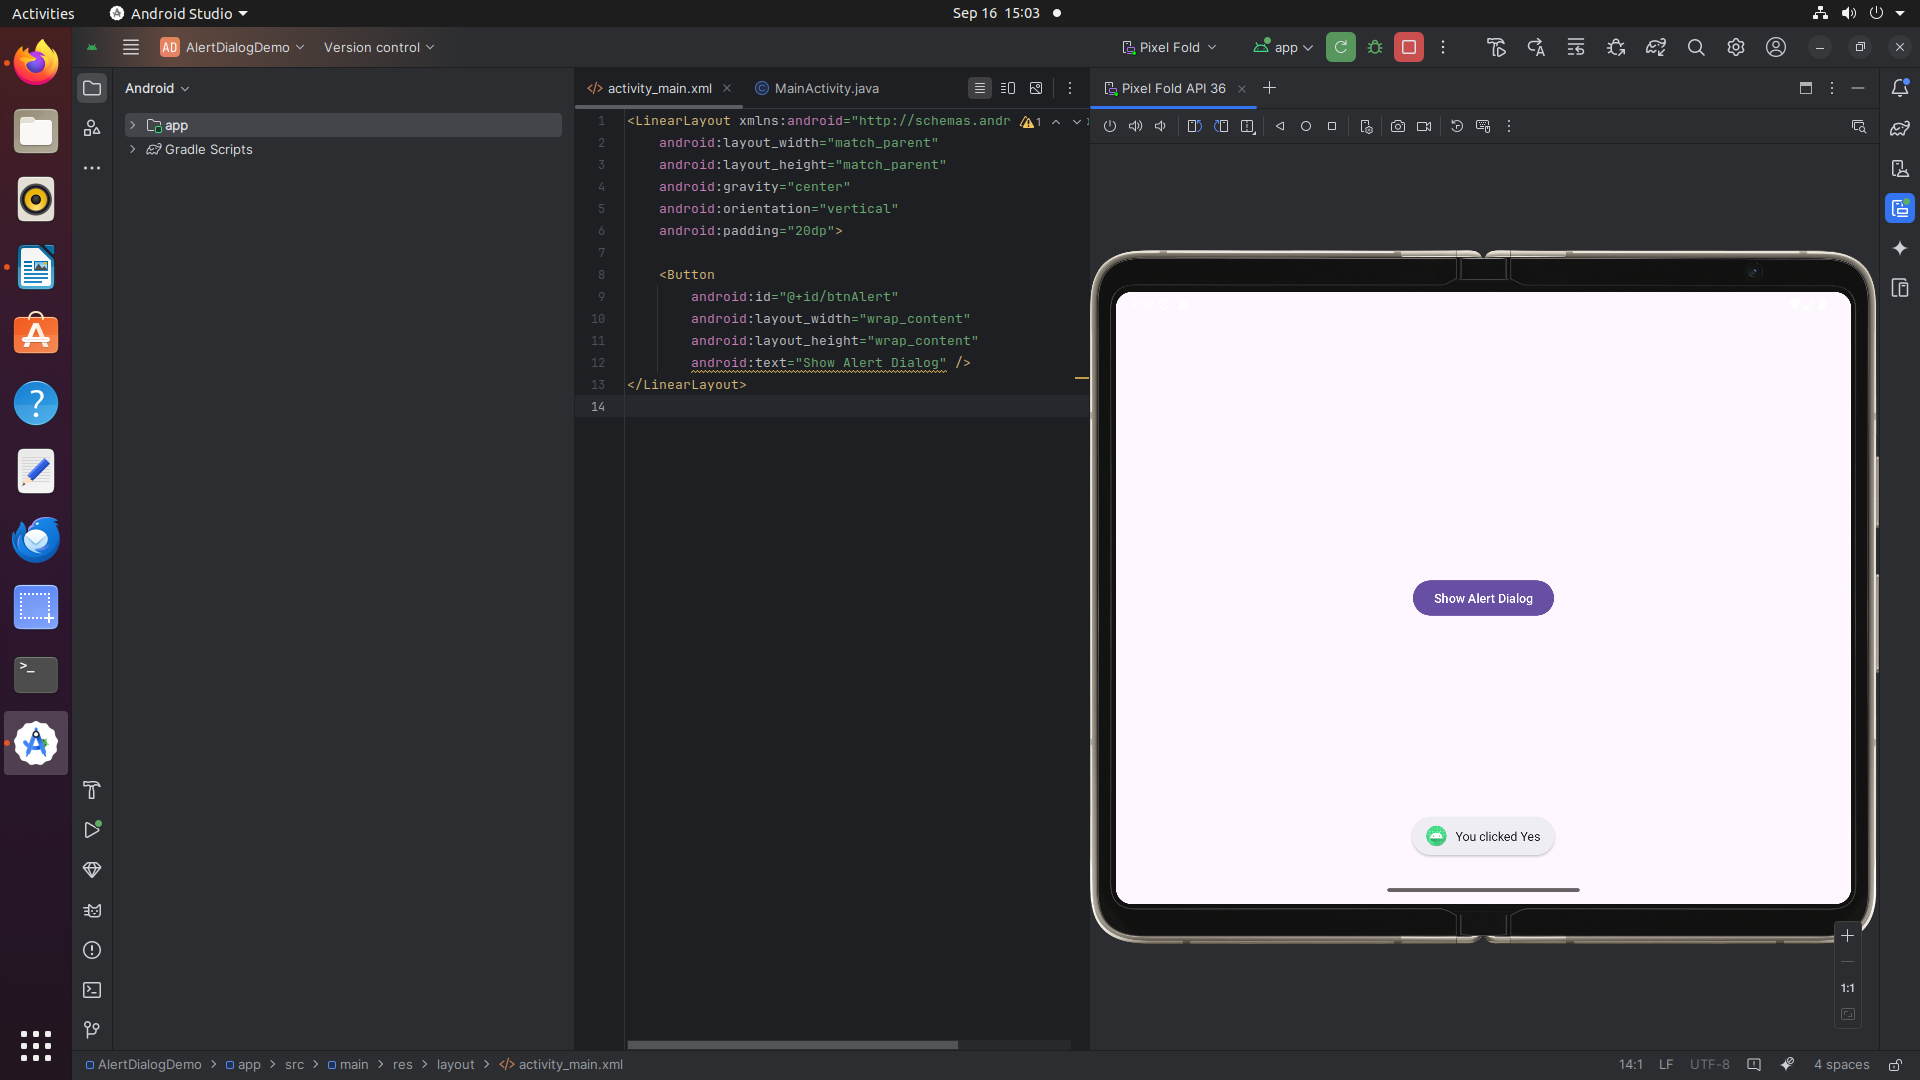 Activities
Android Studio
Sep 16 15:03
AD AlertDialogDemo
Version control
Pixel Fold
app
Android
app
Gradle Scripts
activity_main.xml
MainActivity.java
1
1 <LinearLayout xmlns:android="http://schemas.andr
2 android:layout_width="match_parent"
3 android:layout_height="match_parent"
4 android:gravity="center"
5 android:orientation="vertical"
6 android:padding="20dp">
7
8 <Button
9 android:id="@+id/btnAlert"
10 android:layout_width="wrap_content"
11 android:layout_height="wrap_content"
12 android:text="Show Alert Dialog" />
13 </LinearLayout>
14
Pixel Fold API 36
Show Alert Dialog
You clicked Yes
1:1
AlertDialogDemo > app > src > main > res > layout > activity_main.xml
14:1
LF
UTF-8
4 spaces